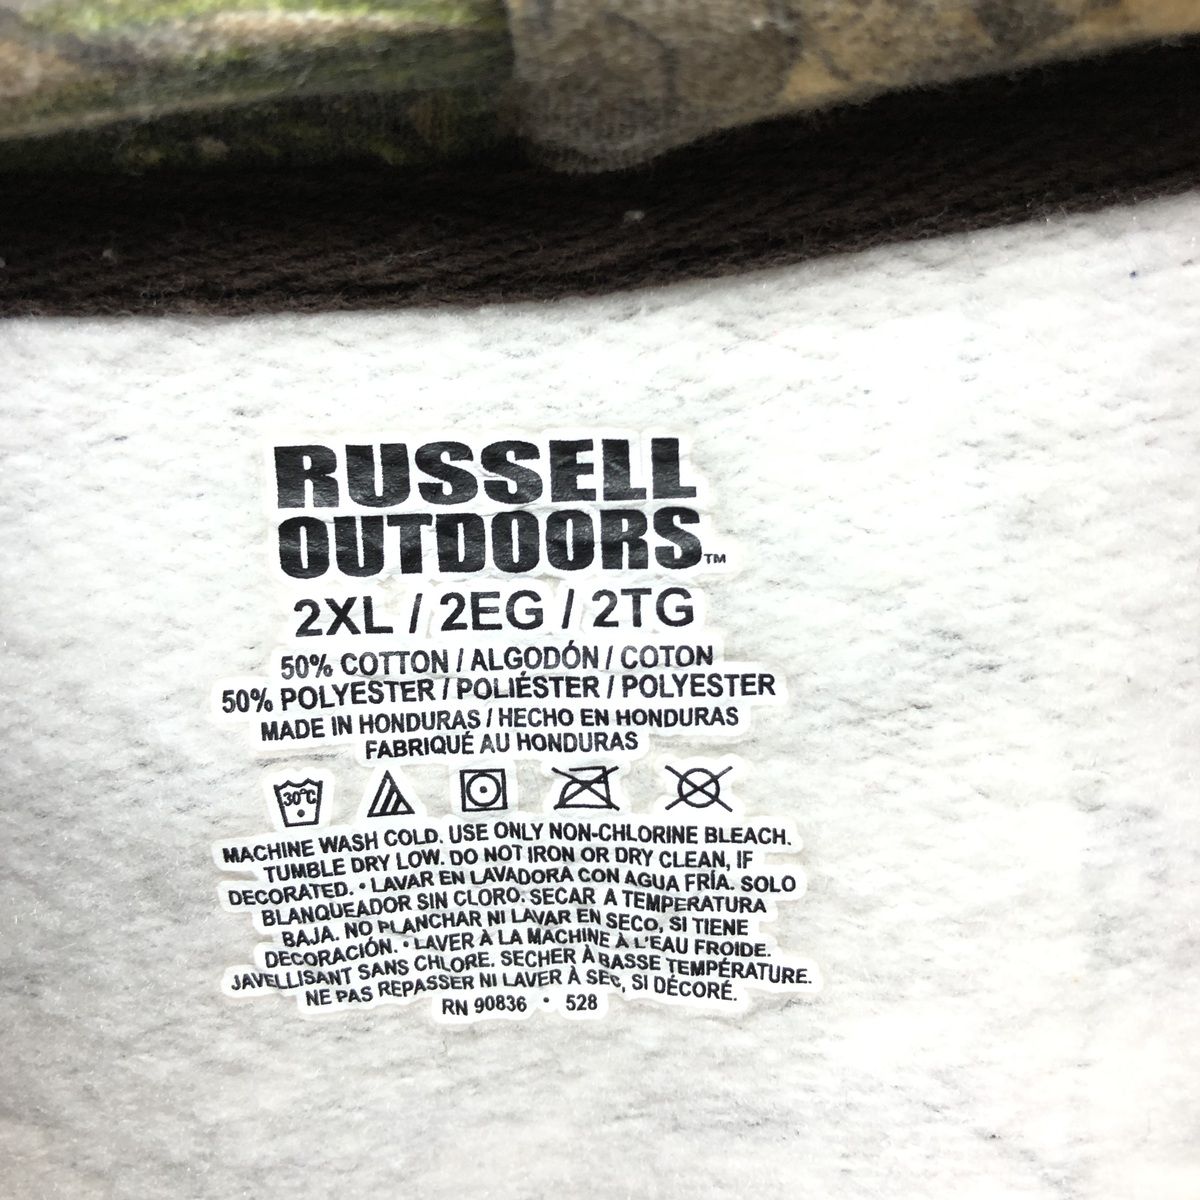 RUSSELL
OUTDOORS™
2XL / 2EG / 2TG
50% COTTON / ALGODÓN / COTON
50% POLYESTER / POLIÉSTER / POLYESTER
MADE IN HONDURAS / HECHO EN HONDURAS
FABRIQUÉ AU HONDURAS
30°C
MACHINE WASH COLD. USE ONLY NON-CHLORINE BLEACH.
TUMBLE DRY LOW. DO NOT IRON OR DRY CLEAN, IF
DECORATED. • LAVAR EN LAVADORA CON AGUA FRÍA. SOLO
BLANQUEADOR SIN CLORO. SECAR A TEMPERATURA
BAJA. NO PLANCHAR NI LAVAR EN SECO, SI TIENE
DECORACIÓN. • LAVER À LA MACHINE À L'EAU FROIDE.
JAVELLISANT SANS CHLORE. SECHER À BASSE TEMPÉRATURE.
NE PAS REPASSER NI LAVER À SEC, SI DÉCORÉ.
RN 90836 • 528